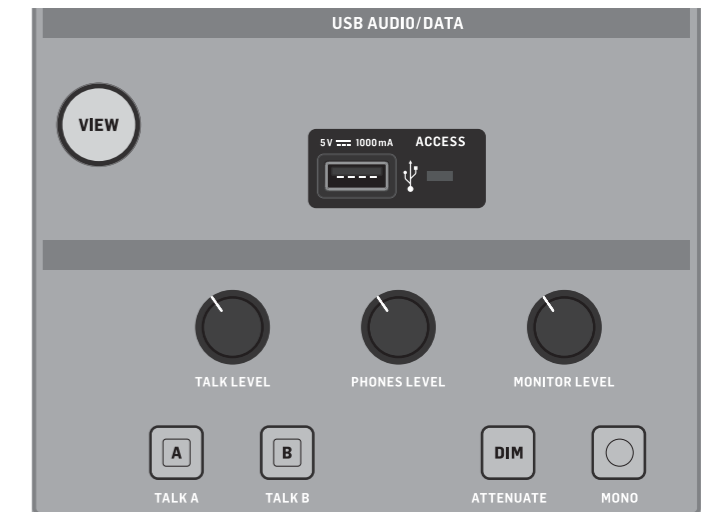 USB AUDIO/DATA
VIEW
5V 1000mA ACCESS
TALK LEVEL PHONES LEVEL MONITOR LEVEL
A B DIM
TALK A TALK B ATTENUATE MONO